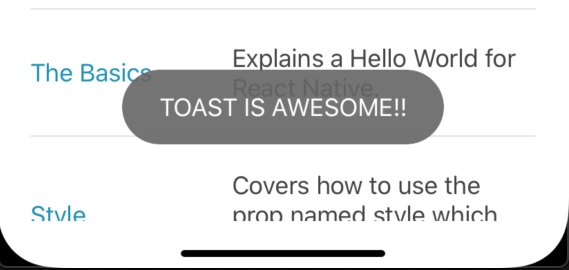 The Basics
Explains a Hello World for
React Native.
TOAST IS AWESOME!!
Style
Covers how to use the
prop named style which